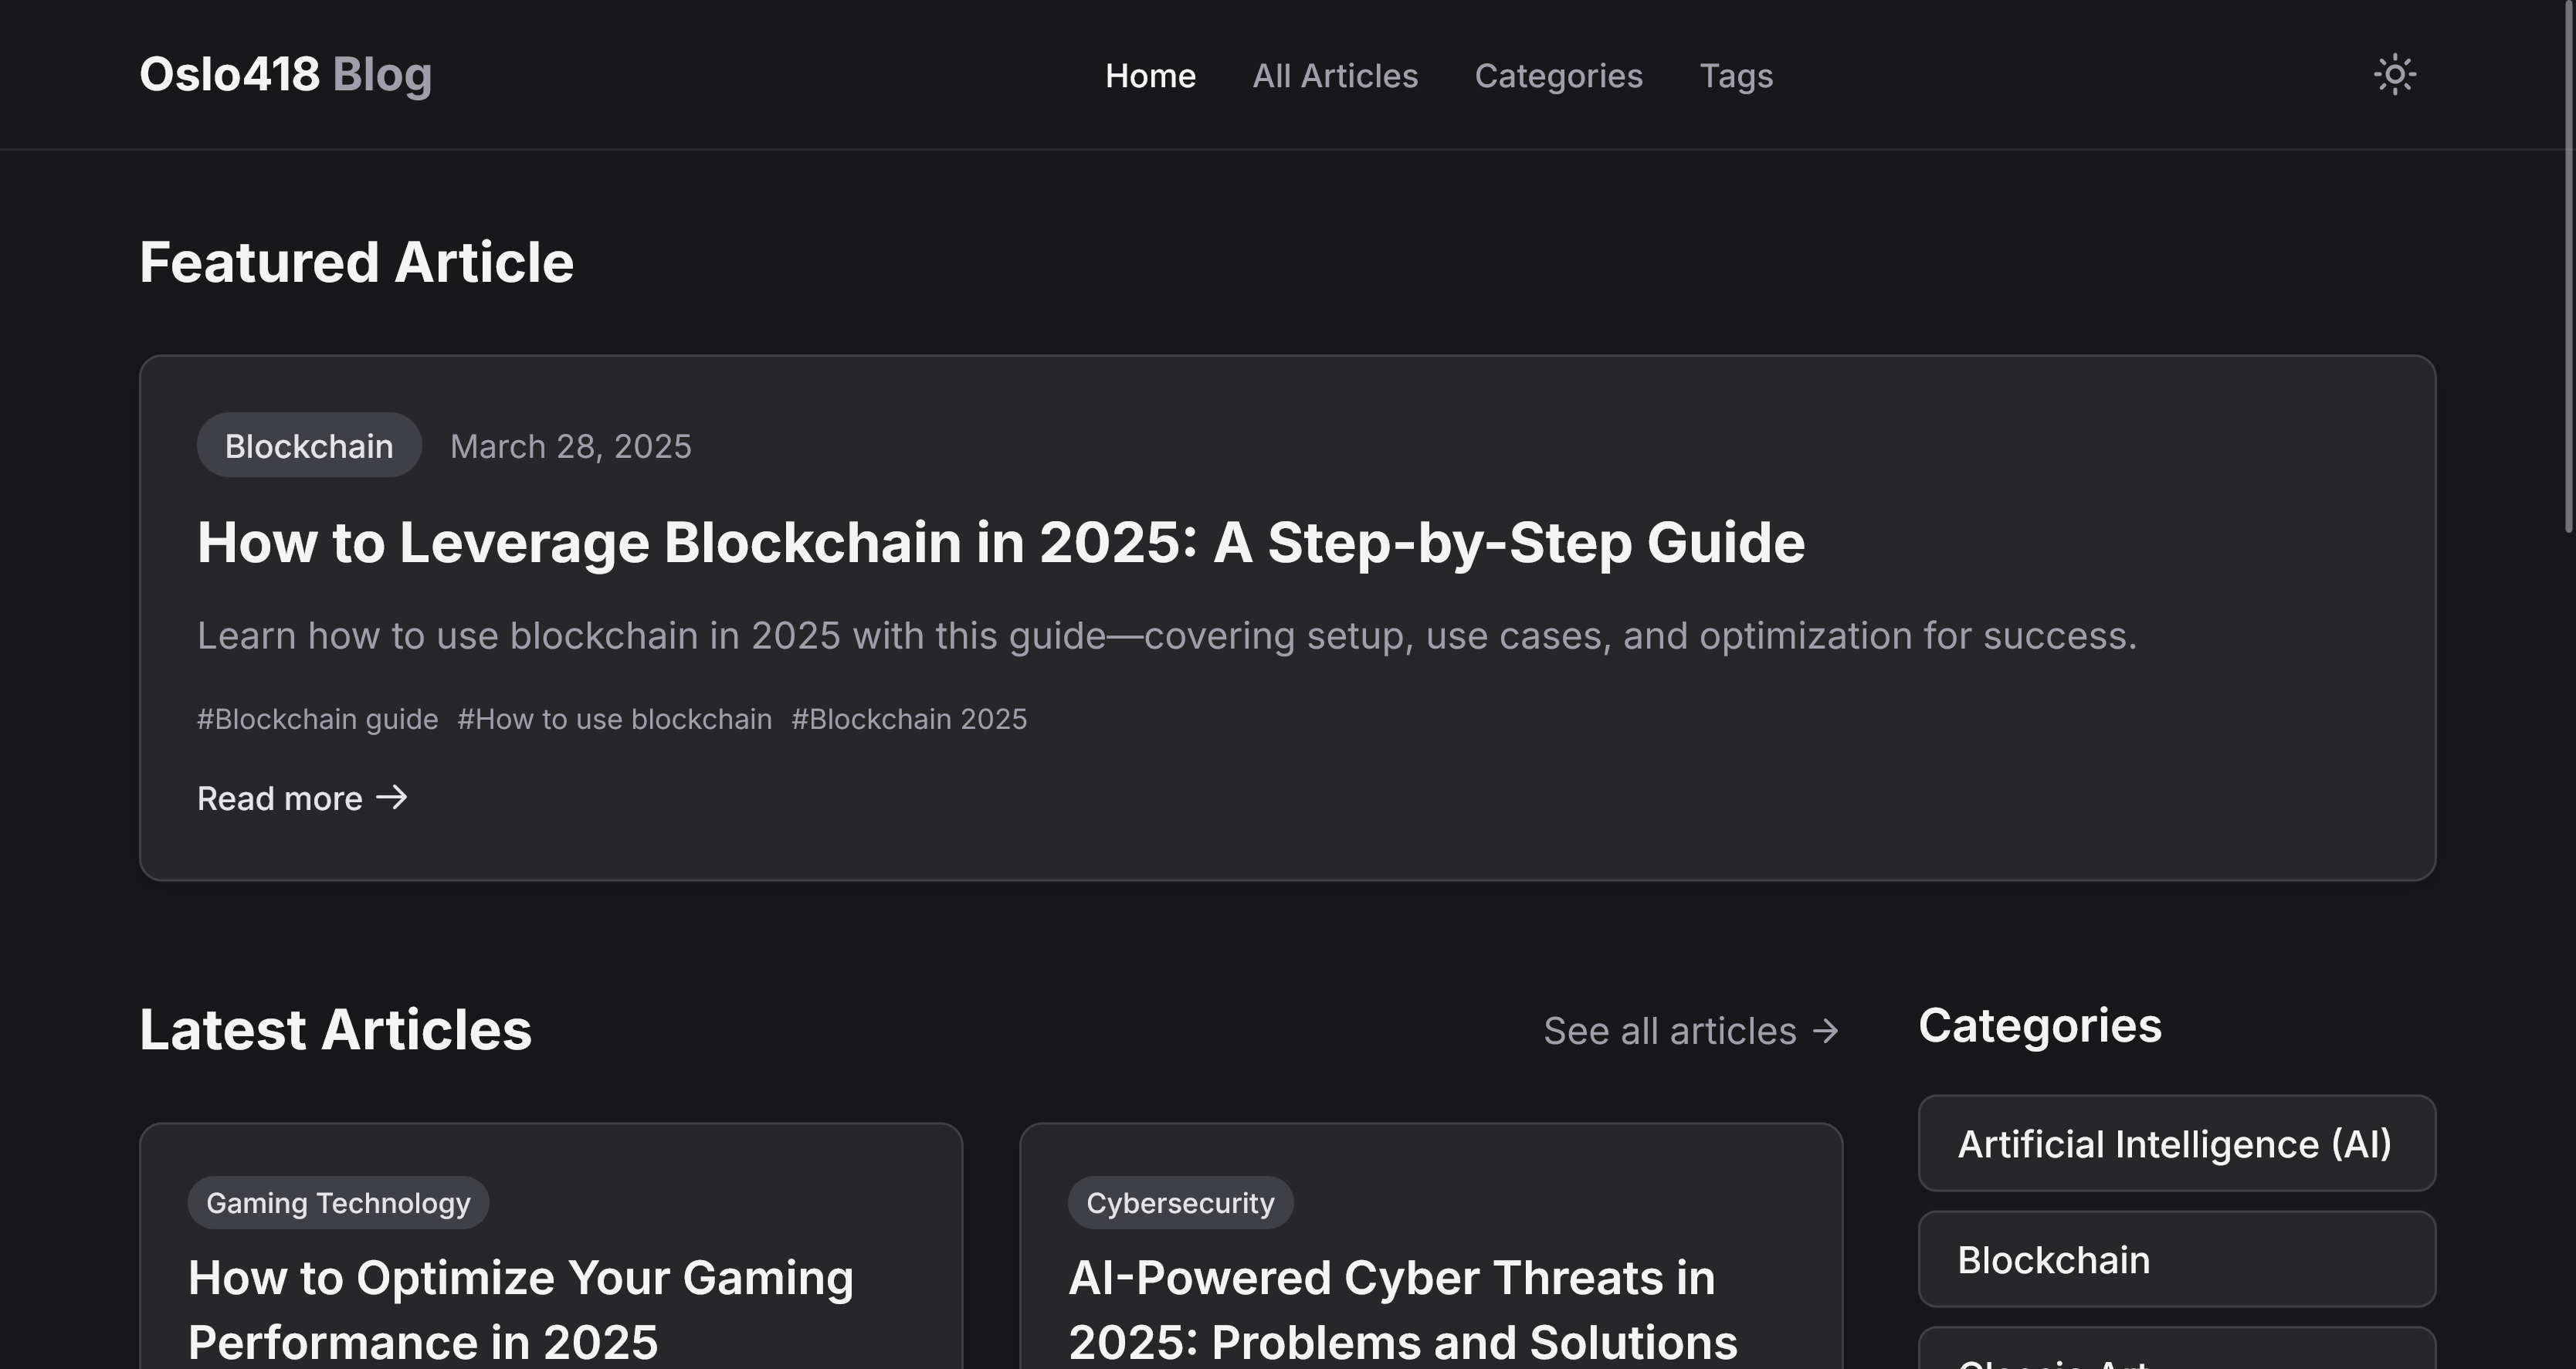 Oslo418 Blog
Home
All Articles
Categories
Tags
Featured Article
Blockchain
March 28, 2025
How to Leverage Blockchain in 2025: A Step-by-Step Guide
Learn how to use blockchain in 2025 with this guide—covering setup, use cases, and optimization for success.
#Blockchain guide #How to use blockchain #Blockchain 2025
Read more →
Latest Articles
See all articles →
Gaming Technology
How to Optimize Your Gaming
Performance in 2025
Cybersecurity
AI-Powered Cyber Threats in
2025: Problems and Solutions
Categories
Artificial Intelligence (AI)
Blockchain